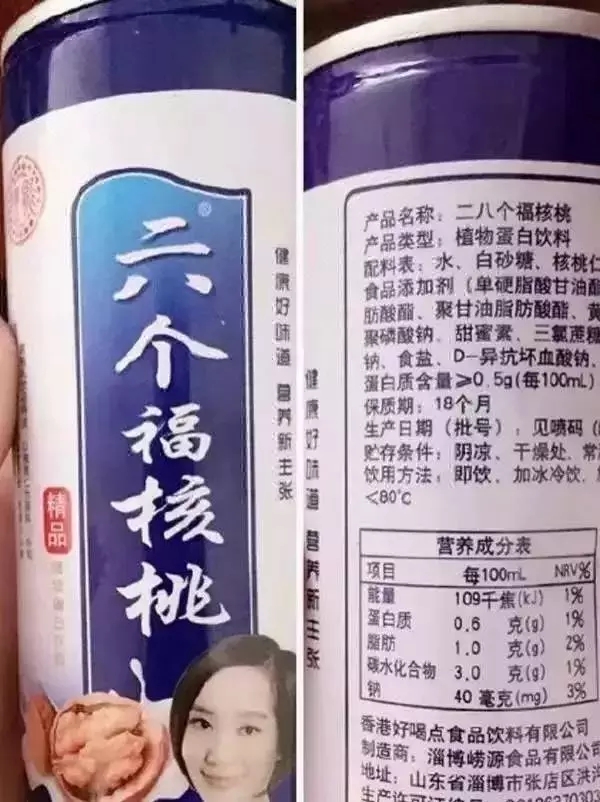 二八个福核桃
®
健康好味道 营养新主张
精品
产品名称：二八个福核桃
产品类型：植物蛋白饮料
配料表：水、白砂糖、核桃仁
食品添加剂（单硬脂酸甘油酯
肪酸酯、聚甘油脂肪酸酯、黄
聚磷酸钠、甜蜜素、三氯蔗糖
钠、食盐、D-异抗坏血酸钠、
蛋白质含量≥0.5g(每100mL)
保质期：18个月
生产日期（批号）：见喷码（
贮存条件：阴凉、干燥处、常
饮用方法：即饮、加冰冷饮、
<80℃
健康好味道 营养新主张
营养成分表
项目 每100mL NRV%
能量 109千焦(kJ) 1%
蛋白质 0.6 克(g) 1%
脂肪 1.0 克(g) 2%
碳水化合物 3.0 克(g) 1%
钠 40 毫克(mg) 3%
香港好喝点食品饮料有限公司
制造商：淄博崂源食品有限公
地址：山东省淄博市张店区洪沟
生产许可证